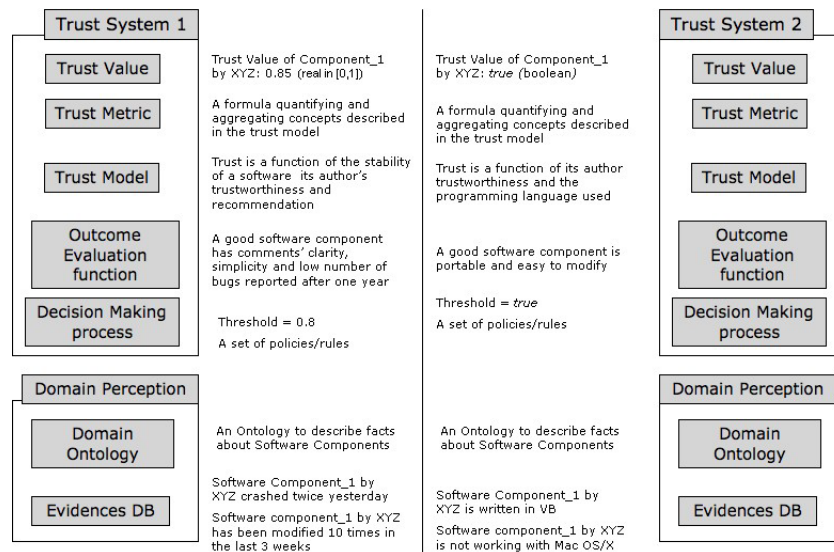 Trust System 1
Trust Value
Trust Value of Component_1
by XYZ: 0.85 (real in [0,1])
Trust Metric
A formula quantifying and
aggregating concepts described
in the trust model
Trust Model
Trust is a function of the stability
of a software its author's
trustworthiness and
recommendation
Outcome
Evaluation
function
A good software component
has comments' clarity,
simplicity and low number of
bugs reported after one year
Decision Making
process
Threshold = 0.8
A set of policies/rules
Domain Perception
Domain
Ontology
An Ontology to describe facts
about Software Components
Evidences DB
Software Component_1 by
XYZ crashed twice yesterday
Software component_1 by XYZ
has been modified 10 times in
the last 3 weeks
Trust System 2
Trust Value of Component_1
by XYZ: true (boolean)
Trust Value
A formula quantifying and
aggregating concepts described
in the trust model
Trust Metric
Trust is a function of its author
trustworthiness and the
programming language used
Trust Model
A good software component is
portable and easy to modify
Outcome
Evaluation
function
Threshold = true
A set of policies/rules
Decision Making
process
Domain Perception
An Ontology to describe facts
about Software Components
Domain
Ontology
Software Component_1 by
XYZ is written in VB
Software component_1 by XYZ
is not working with Mac OS/X
Evidences DB